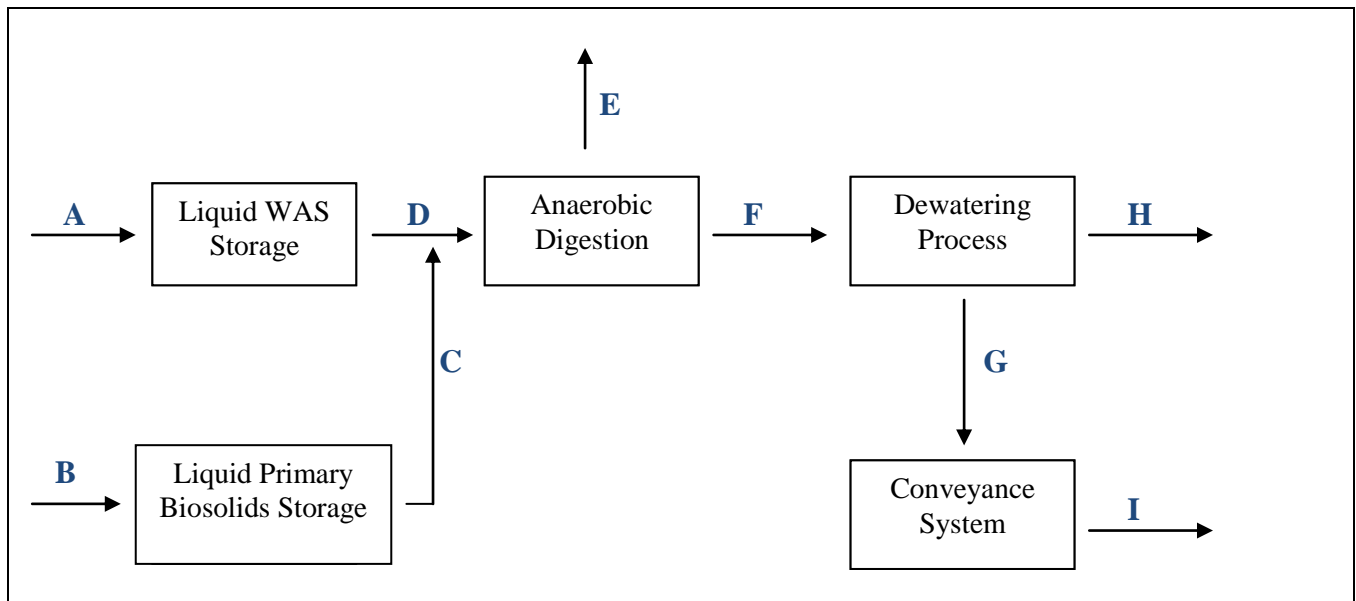 E
A
Liquid WAS
Storage
D
Anaerobic
Digestion
F
Dewatering
Process
H
C
G
B
Liquid Primary
Biosolids Storage
Conveyance
System
I